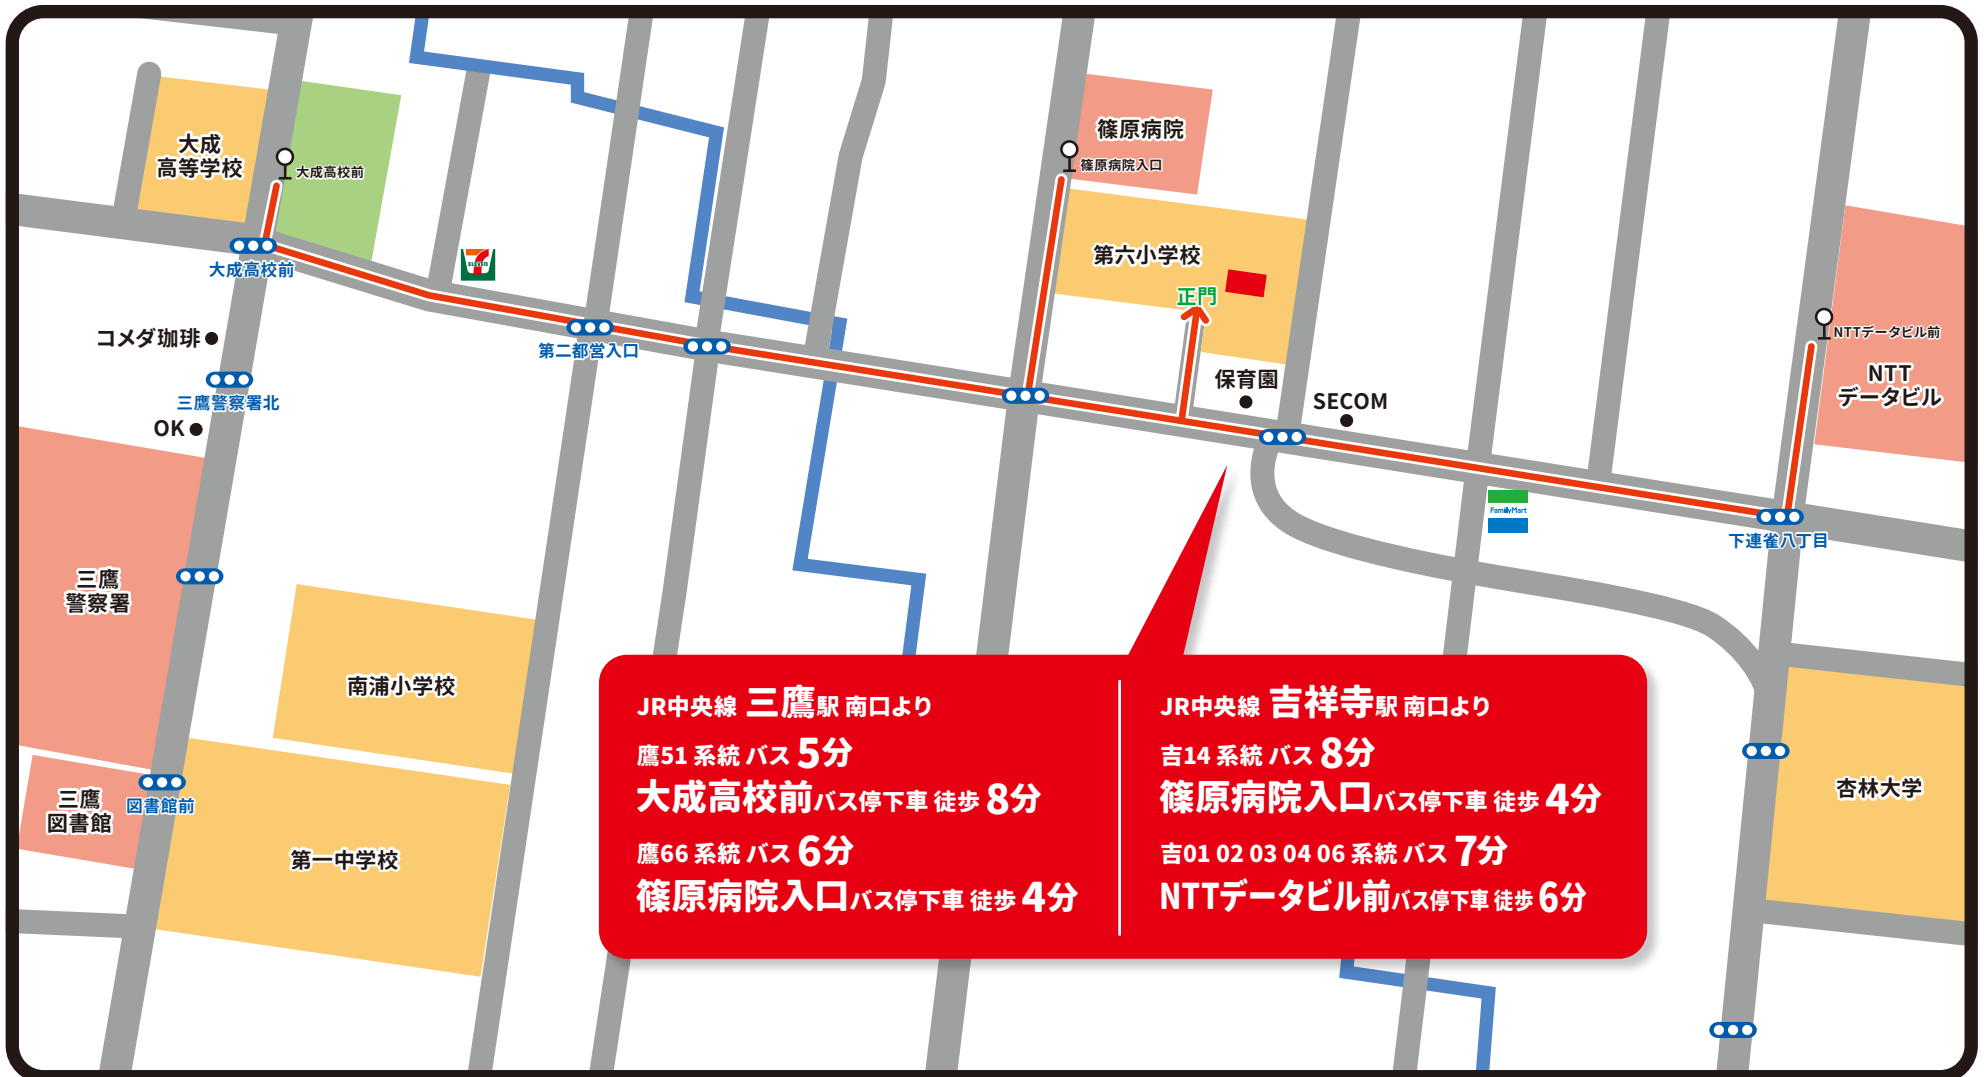 大成
高等学校
大成高校前
大成高校前
7
ELEVEN
コメダ珈琲
三鷹警察署北
OK
三鷹
警察署
三鷹
図書館
図書館前
南浦小学校
第一中学校
第二都営入口
篠原病院
篠原病院入口
第六小学校
正門
保育園
SECOM
FamilyMart
NTTデータビル前
NTT
データビル
下連雀八丁目
杏林大学
JR中央線 三鷹駅 南口より
鷹51 系統 バス 5分
大成高校前バス停下車 徒歩 8分
鷹66 系統 バス 6分
篠原病院入口バス停下車 徒歩 4分
JR中央線 吉祥寺駅 南口より
吉14 系統 バス 8分
篠原病院入口バス停下車 徒歩 4分
吉01 02 03 04 06 系統 バス 7分
NTTデータビル前バス停下車 徒歩 6分